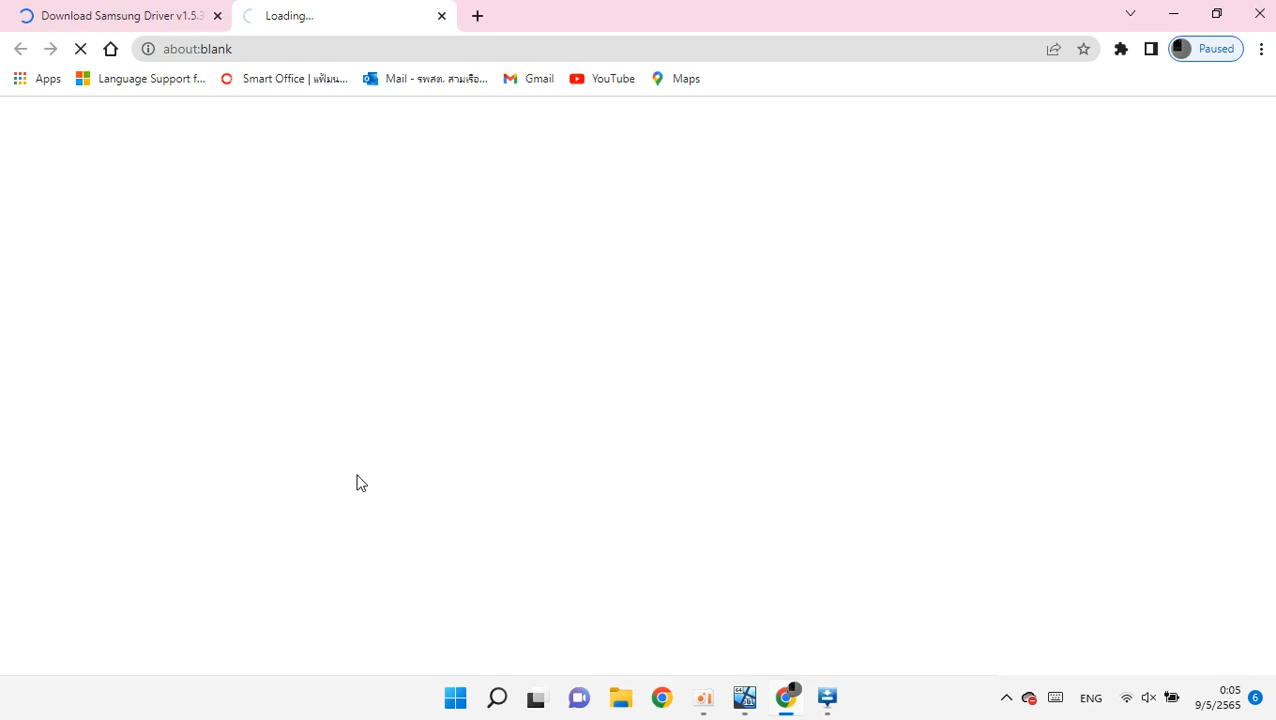 Download Samsung Driver v1.5.3
Loading...
about:blank
Paused
Apps
Language Support f...
Smart Office | แฟ้มน...
Mail - รพสต. สามเรือ...
Gmail
YouTube
Maps
ENG
0:05
9/5/2565
6